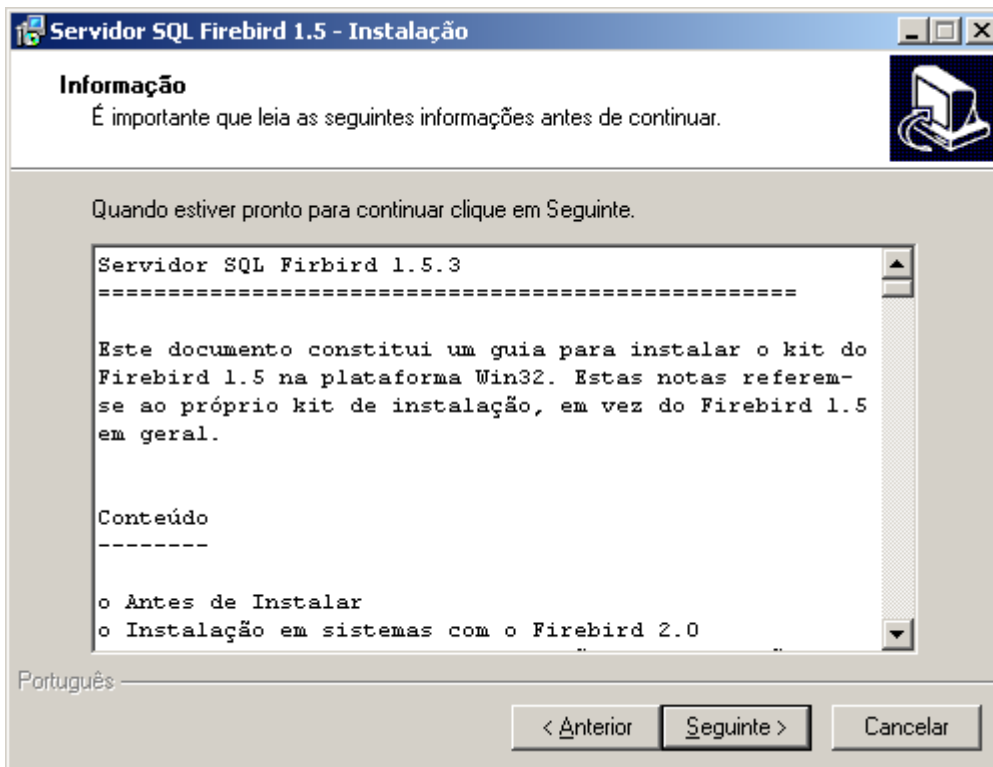 Servidor SQL Firebird 1.5 - Instalação
Informação
É importante que leia as seguintes informações antes de continuar.
Quando estiver pronto para continuar clique em Seguinte.
Servidor SQL Firbird 1.5.3
==================================================
Este documento constitui um guia para instalar o kit do
Firebird 1.5 na plataforma Win32. Estas notas referem-
se ao próprio kit de instalação, em vez do Firebird 1.5
em geral.
Conteúdo
--------
o Antes de Instalar
o Instalação em sistemas com o Firebird 2.0
Português
< Anterior
Seguinte >
Cancelar